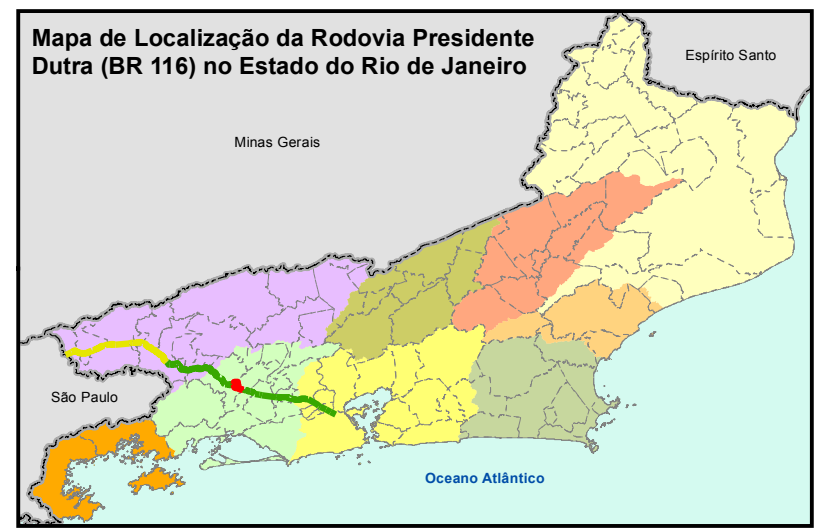 Mapa de Localização da Rodovia Presidente
Dutra (BR 116) no Estado do Rio de Janeiro
Espírito Santo
Minas Gerais
São Paulo
Oceano Atlântico